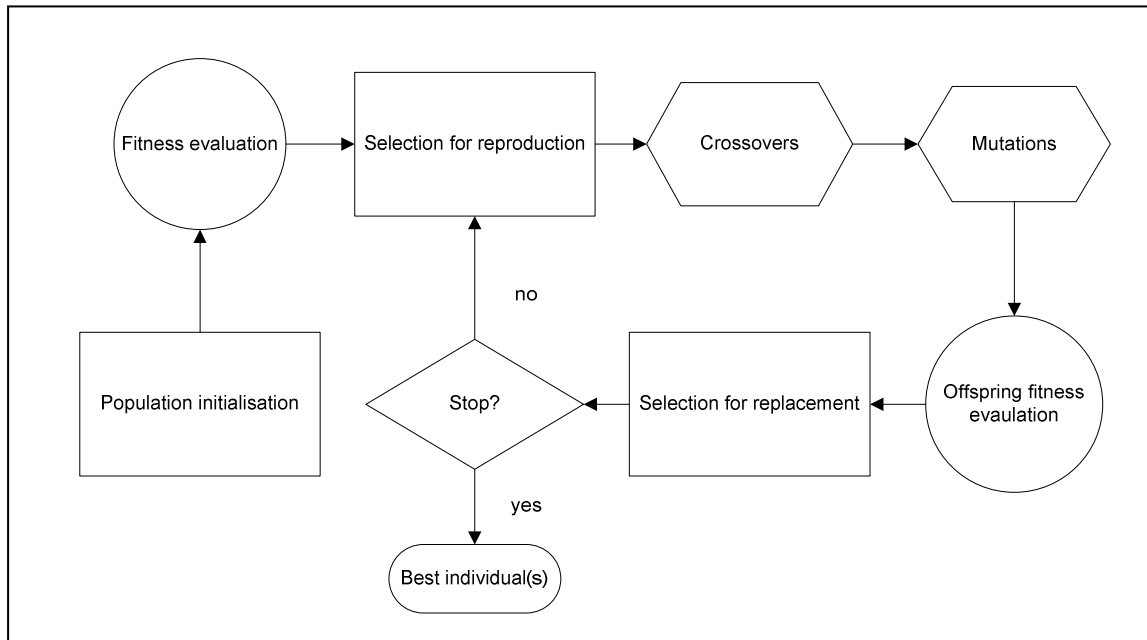 Fitness evaluation
Selection for reproduction
Crossovers
Mutations
no
Population initialisation
Stop?
Selection for replacement
Offspring fitness
evaulation
yes
Best individual(s)